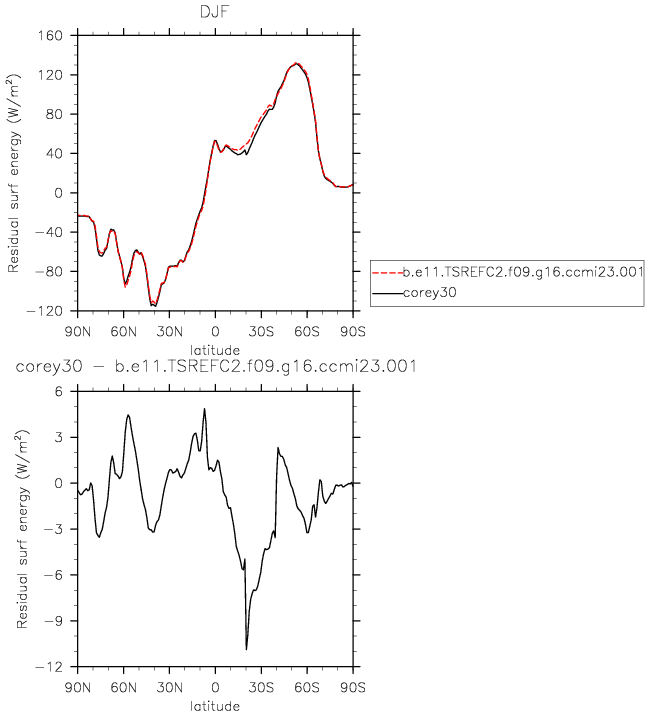 DJF
160
120
80
40
0
−40
−80
−120
Residual surf energy (W/m²)
90N 60N 30N 0 30S 60S 90S
latitude
b.e11.TSREFC2.f09.g16.ccmi23.001
corey30
corey30 − b.e11.TSREFC2.f09.g16.ccmi23.001
6
3
0
−3
−6
−9
−12
Residual surf energy (W/m²)
90N 60N 30N 0 30S 60S 90S
latitude